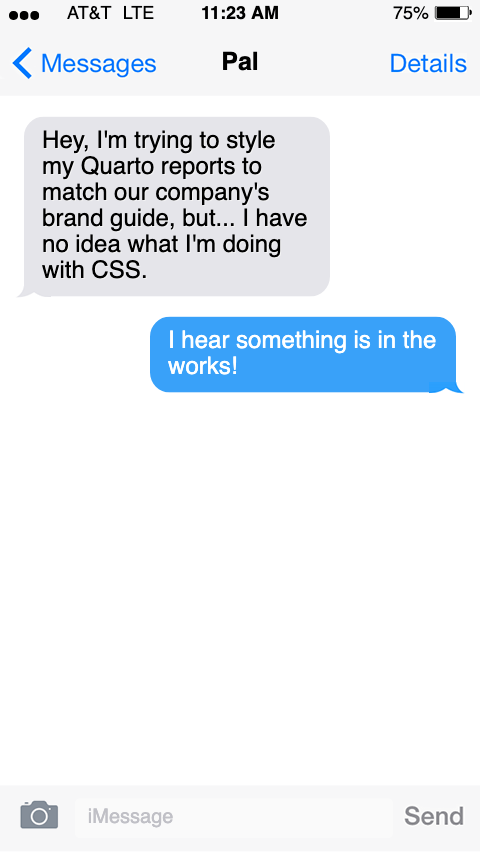 AT&T LTE 11:23 AM 75%
Messages Pal Details
Hey, I'm trying to style
my Quarto reports to
match our company's
brand guide, but... I have
no idea what I'm doing
with CSS.
I hear something is in the
works!
iMessage Send